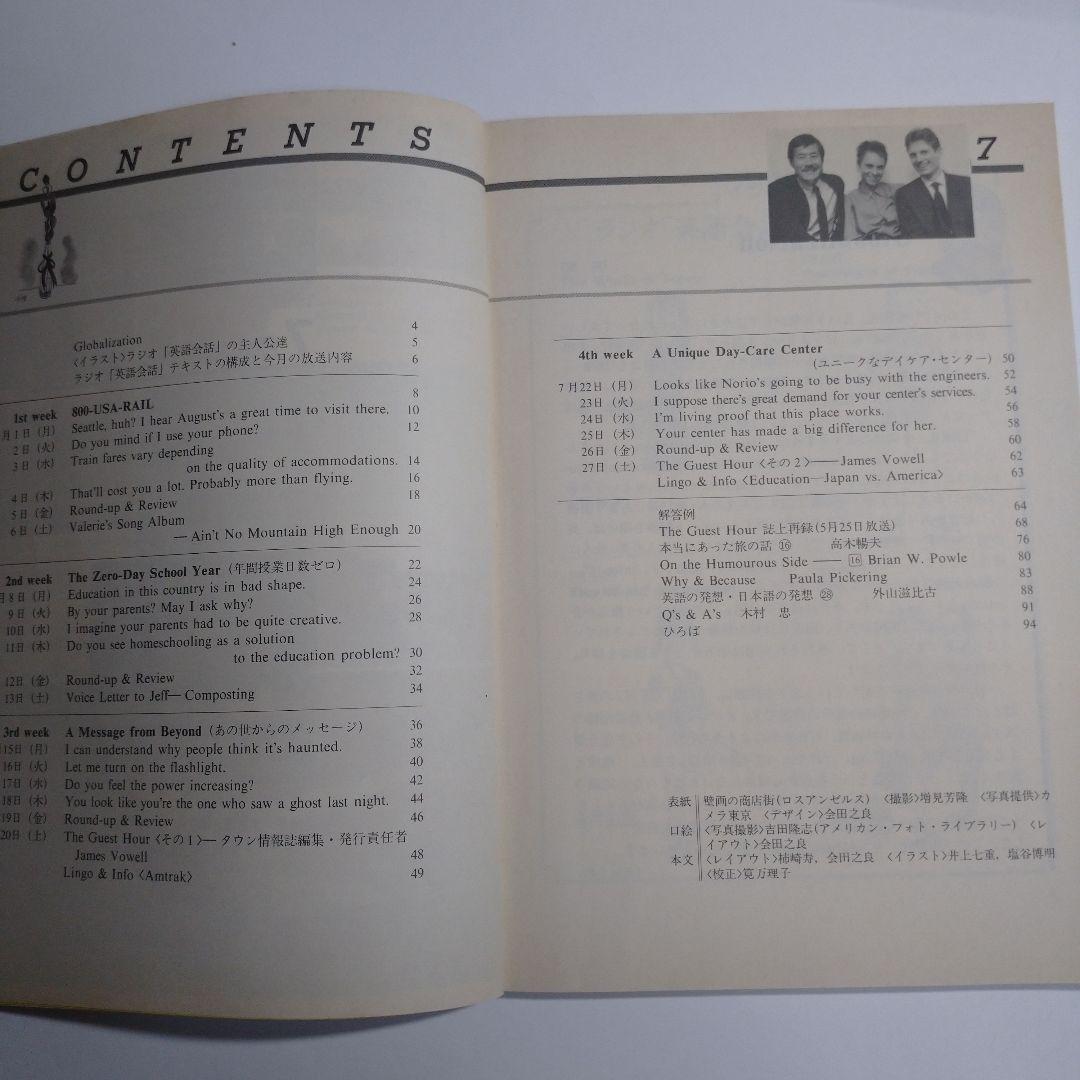 CONTENTS
Globalization 4
〈イラスト〉ラジオ「英語会話」の主人公達 5
ラジオ「英語会話」テキストの構成と今月の放送内容 6
1st week 800-USA-RAIL 8
月1日（月） Seattle, huh? I hear August's a great time to visit there. 10
2日（火） Do you mind if I use your phone? 12
3日（水） Train fares vary depending
on the quality of accommodations. 14
4日（木） That'll cost you a lot. Probably more than flying. 16
5日（金） Round-up & Review 18
6日（土） Valerie's Song Album
— Ain't No Mountain High Enough 20
2nd week The Zero-Day School Year（年間授業日数ゼロ） 22
月8日（月） Education in this country is in bad shape. 24
9日（火） By your parents? May I ask why? 26
10日（水） I imagine your parents had to be quite creative. 28
11日（木） Do you see homeschooling as a solution
to the education problem? 30
12日（金） Round-up & Review 32
13日（土） Voice Letter to Jeff— Composting 34
3rd week A Message from Beyond（あの世からのメッセージ） 36
15日（月） I can understand why people think it's haunted. 38
16日（火） Let me turn on the flashlight. 40
17日（水） Do you feel the power increasing? 42
18日（木） You look like you're the one who saw a ghost last night. 44
19日（金） Round-up & Review 46
20日（土） The Guest Hour〈その1〉— タウン情報誌編集・発行責任者
James Vowell 48
Lingo & Info〈Amtrak〉 49
7
4th week A Unique Day-Care Center
（ユニークなデイケア・センター） 50
7月22日（月） Looks like Norio's going to be busy with the engineers. 52
23日（火） I suppose there's great demand for your center's services. 54
24日（水） I'm living proof that this place works. 56
25日（木） Your center has made a big difference for her. 58
26日（金） Round-up & Review 60
27日（土） The Guest Hour〈その2〉——James Vowell 62
Lingo & Info〈Education—Japan vs. America〉 63
解答例 64
The Guest Hour 誌上再録（5月25日放送） 68
本当にあった旅の話 ⑯ 高木暢夫 76
On the Humourous Side —— 16 Brian W. Powle 80
Why & Because Paula Pickering 83
英語の発想・日本語の発想 ㉘ 外山滋比古 88
Q's & A's 木村 忠 91
ひろば 94
表紙 壁画の商店街（ロスアンゼルス） 〈撮影〉増見芳隆 〈写真提供〉カ
メラ東京 〈デザイン〉会田之良
口絵 〈写真撮影〉吉田隆志（アメリカン・フォト・ライブラリー） 〈レ
イアウト〉会田之良
本文 〈レイアウト〉柿崎寿，会田之良 〈イラスト〉井上七重，塩谷博明
〈校正〉筧万理子